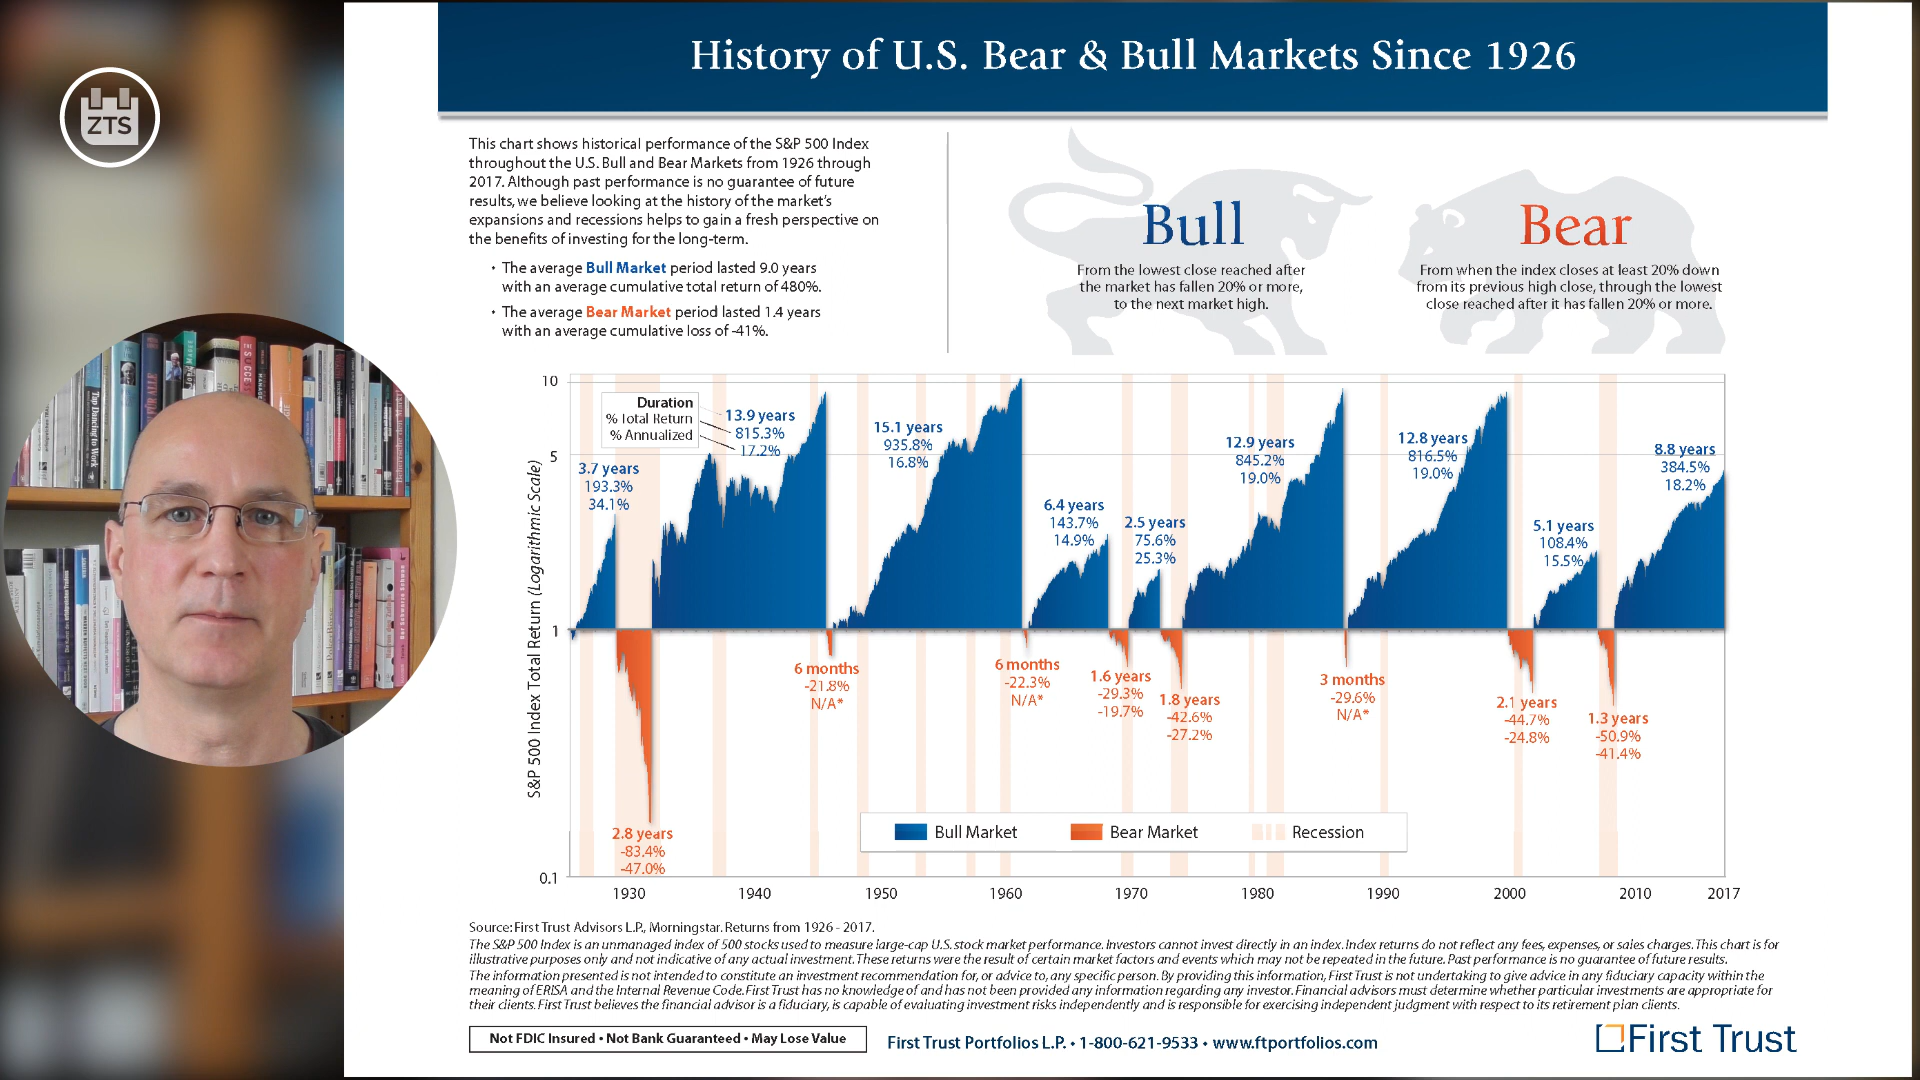 History of U.S. Bear & Bull Markets Since 1926
ZTS
This chart shows historical performance of the S&P 500 Index
throughout the U.S. Bull and Bear Markets from 1926 through
2017. Although past performance is no guarantee of future
results, we believe looking at the history of the market's
expansions and recessions helps to gain a fresh perspective on
the benefits of investing for the long-term.
• The average Bull Market period lasted 9.0 years
with an average cumulative total return of 480%.
• The average Bear Market period lasted 1.4 years
with an average cumulative loss of -41%.
Bull
From the lowest close reached after
the market has fallen 20% or more,
to the next market high.
Bear
From when the index closes at least 20% down
from its previous high close, through the lowest
close reached after it has fallen 20% or more.
S&P 500 Index Total Return (Logarithmic Scale)
10
5
1
0.1
Duration
% Total Return
% Annualized
3.7 years
193.3%
34.1%
13.9 years
815.3%
17.2%
15.1 years
935.8%
16.8%
6.4 years
143.7%
14.9%
2.5 years
75.6%
25.3%
12.9 years
845.2%
19.0%
12.8 years
816.5%
19.0%
5.1 years
108.4%
15.5%
8.8 years
384.5%
18.2%
2.8 years
-83.4%
-47.0%
6 months
-21.8%
N/A*
6 months
-22.3%
N/A*
1.6 years
-29.3%
-19.7%
1.8 years
-42.6%
-27.2%
3 months
-29.6%
N/A*
2.1 years
-44.7%
-24.8%
1.3 years
-50.9%
-41.4%
Bull Market
Bear Market
Recession
1930
1940
1950
1960
1970
1980
1990
2000
2010
2017
Source: First Trust Advisors L.P., Morningstar. Returns from 1926 - 2017.
The S&P 500 Index is an unmanaged index of 500 stocks used to measure large-cap U.S. stock market performance. Investors cannot invest directly in an index. Index returns do not reflect any fees, expenses, or sales charges. This chart is for
illustrative purposes only and not indicative of any actual investment. These returns were the result of certain market factors and events which may not be repeated in the future. Past performance is no guarantee of future results.
The information presented is not intended to constitute an investment recommendation for, or advice to, any specific person. By providing this information, First Trust is not undertaking to give advice in any fiduciary capacity within the
meaning of ERISA and the Internal Revenue Code. First Trust has no knowledge of and has not been provided any information regarding any investor. Financial advisors must determine whether particular investments are appropriate for
their clients. First Trust believes the financial advisor is a fiduciary, is capable of evaluating investment risks independently and is responsible for exercising independent judgment with respect to its retirement plan clients.
Not FDIC Insured • Not Bank Guaranteed • May Lose Value
First Trust Portfolios L.P. • 1-800-621-9533 • www.ftportfolios.com
First Trust
Tap Dancing to Work